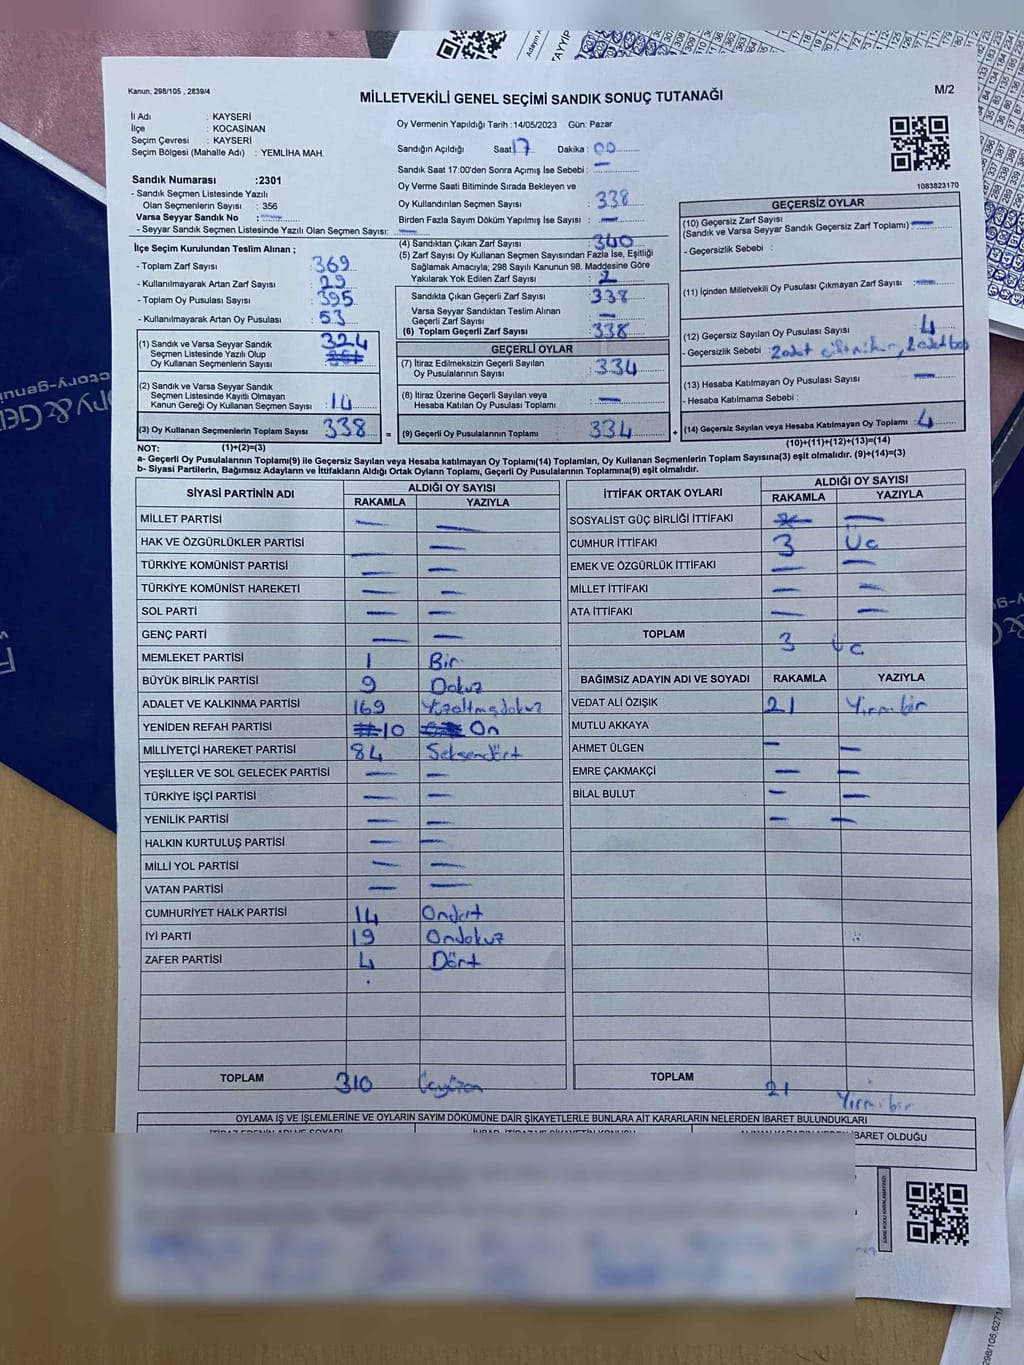 Kanun; 298/105 , 2839/4
MİLLETVEKİLİ GENEL SEÇİMİ SANDIK SONUÇ TUTANAĞI
M/2
İl Adı : KAYSERİ
İlçe : KOCASİNAN
Seçim Çevresi : KAYSERİ
Seçim Bölgesi (Mahalle Adı) : YEMLİHA MAH.
Sandık Numarası :2301
- Sandık Seçmen Listesinde Yazılı
Olan Seçmenlerin Sayısı : 356
Varsa Seyyar Sandık No : —
- Seyyar Sandık Seçmen Listesinde Yazılı Olan Seçmen Sayısı: —
Oy Vermenin Yapıldığı Tarih :14/05/2023 Gün: Pazar
Sandığın Açıldığı Saat 17 Dakika : 00
Sandık Saat 17:00'den Sonra Açımış İse Sebebi : —
Oy Verme Saati Bitiminde Sırada Bekleyen ve
Oy Kullandırılan Seçmen Sayısı : 338
Birden Fazla Sayım Döküm Yapılmış İse Sayısı : —
1083823170
İlçe Seçim Kurulundan Teslim Alınan ;
- Toplam Zarf Sayısı : 369
- Kullanılmayarak Artan Zarf Sayısı : 29
- Toplam Oy Pusulası Sayısı : 395
- Kullanılmayarak Artan Oy Pusulası : 53
(1) Sandık ve Varsa Seyyar Sandık
Seçmen Listesinde Yazılı Olup
Oy Kullanan Seçmenlerin Sayısı : 324
(2) Sandık ve Varsa Seyyar Sandık
Seçmen Listesinde Kayıtlı Olmayan
Kanun Gereği Oy Kullanan Seçmen Sayısı : 14
(3) Oy Kullanan Seçmenlerin Toplam Sayısı : 338
(4) Sandıktan Çıkan Zarf Sayısı : 340
(5) Zarf Sayısı Oy Kullanan Seçmen Sayısından Fazla İse, Eşitliği
Sağlamak Amacıyla; 298 Sayılı Kanunun 98. Maddesine Göre
Yakılarak Yok Edilen Zarf Sayısı : 2
Sandıkta Çıkan Geçerli Zarf Sayısı : 338
Varsa Seyyar Sandıktan Teslim Alınan
Geçerli Zarf Sayısı : —
(6) Toplam Geçerli Zarf Sayısı : 338
GEÇERLİ OYLAR
(7) İtiraz Edilmeksizin Geçerli Sayılan
Oy Pusulalarının Sayısı : 334
(8) İtiraz Üzerine Geçerli Sayılan veya
Hesaba Katılan Oy Pusulası Toplamı : —
= (9) Geçerli Oy Pusulalarının Toplamı : 334 +
GEÇERSİZ OYLAR
(10) Geçersiz Zarf Sayısı
(Sandık ve Varsa Seyyar Sandık Geçersiz Zarf Toplamı) : —
- Geçersizlik Sebebi :
(11) İçinden Milletvekili Oy Pusulası Çıkmayan Zarf Sayısı : —
(12) Geçersiz Sayılan Oy Pusulası Sayısı : 4
- Geçersizlik Sebebi : 2 adet , 2 adet boş
(13) Hesaba Katılmayan Oy Pusulası Sayısı : —
- Hesaba Katılmama Sebebi :
(14) Geçersiz Sayılan veya Hesaba Katılmayan Oy Toplamı : 4
NOT: (1)+(2)=(3)
(10)+(11)+(12)+(13)=(14)
a- Geçerli Oy Pusulalarının Toplamı(9) ile Geçersiz Sayılan veya Hesaba katılmayan Oy Toplamı(14) Toplamları, Oy Kullanan Seçmenlerin Toplam Sayısına(3) eşit olmalıdır. (9)+(14)=(3)
b- Siyasi Partilerin, Bağımsız Adayların ve İttifakların Aldığı Ortak Oyların Toplamı, Geçerli Oy Pusulalarının Toplamına(9) eşit olmalıdır.
SİYASİ PARTİNİN ADI ALDIĞI OY SAYISI
RAKAMLA YAZIYLA
MİLLET PARTİSİ — —
HAK VE ÖZGÜRLÜKLER PARTİSİ — —
TÜRKİYE KOMÜNİST PARTİSİ — —
TÜRKİYE KOMÜNİST HAREKETİ — —
SOL PARTİ — —
GENÇ PARTİ — —
MEMLEKET PARTİSİ 1 Bir
BÜYÜK BİRLİK PARTİSİ 9 Dokuz
ADALET VE KALKINMA PARTİSİ 169 Yüzaltmışdokuz
YENİDEN REFAH PARTİSİ 10 On
MİLLİYETÇİ HAREKET PARTİSİ 84 Seksendört
YEŞİLLER VE SOL GELECEK PARTİSİ — —
TÜRKİYE İŞÇİ PARTİSİ — —
YENİLİK PARTİSİ — —
HALKIN KURTULUŞ PARTİSİ — —
MİLLİ YOL PARTİSİ — —
VATAN PARTİSİ — —
CUMHURİYET HALK PARTİSİ 14 Ondört
İYİ PARTİ 19 Ondokuz
ZAFER PARTİSİ 4 Dört
TOPLAM 310 Üçyüzon
İTTİFAK ORTAK OYLARI ALDIĞI OY SAYISI
RAKAMLA YAZIYLA
SOSYALİST GÜÇ BİRLİĞİ İTTİFAKI —
CUMHUR İTTİFAKI 3 Üç
EMEK VE ÖZGÜRLÜK İTTİFAKI — —
MİLLET İTTİFAKI — —
ATA İTTİFAKI — —
TOPLAM 3 Üç
BAĞIMSIZ ADAYIN ADI VE SOYADI RAKAMLA YAZIYLA
VEDAT ALİ ÖZIŞIK 21 Yirmibir
MUTLU AKKAYA
AHMET ÜLGEN — —
EMRE ÇAKMAKÇİ — —
BİLAL BULUT — —
— —
TOPLAM 21 Yirmibir
OYLAMA İŞ VE İŞLEMLERİNE VE OYLARIN SAYIM DÖKÜMÜNE DAİR ŞİKAYETLERLE BUNLARA AİT KARARLARIN NELERDEN İBARET BULUNDUKLARI
BARET OLDUĞU